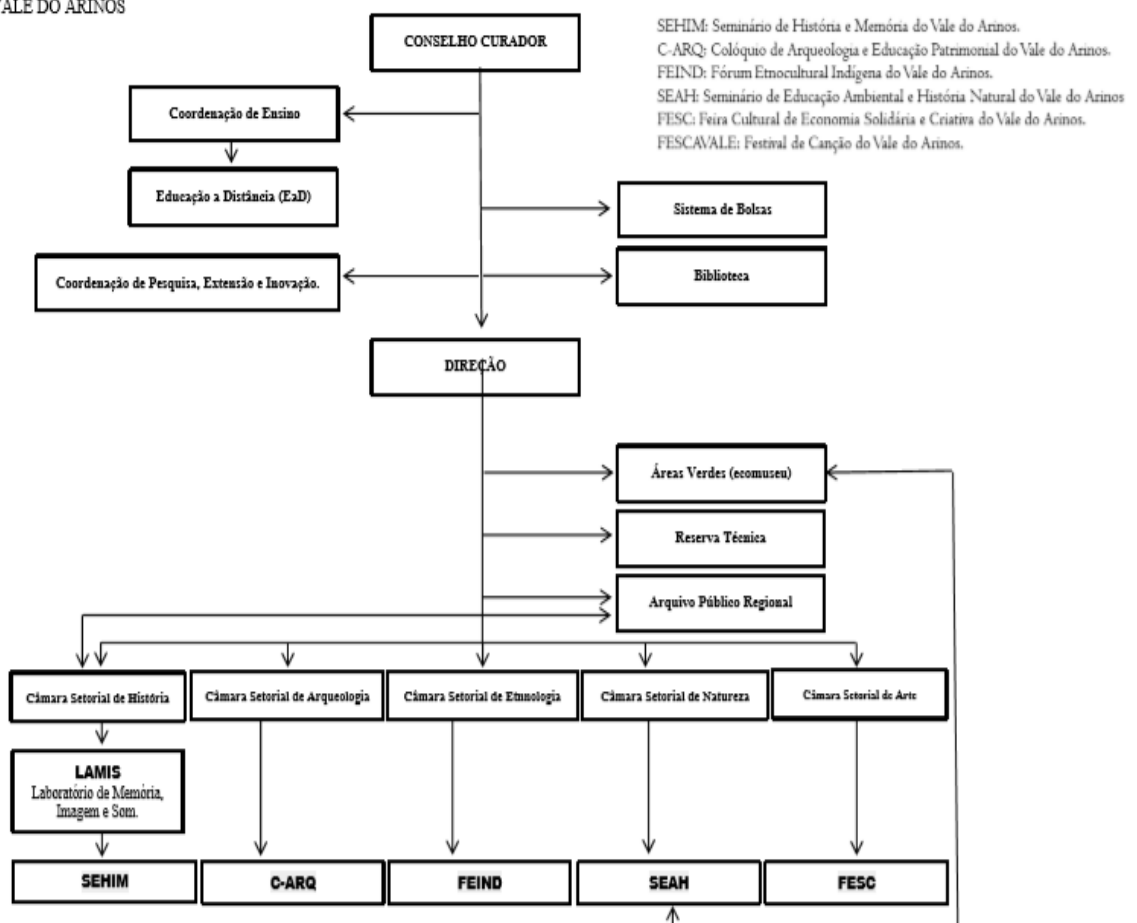 VALE DO ARINOS
SEHIM: Seminário de História e Memória do Vale do Arinos.
C-ARQ: Colóquio de Arqueologia e Educação Patrimonial do Vale do Arinos.
FEIND: Fórum Etnocultural Indígena do Vale do Arinos.
SEAH: Seminário de Educação Ambiental e História Natural do Vale do Arinos
FESC: Feira Cultural de Economia Solidária e Criativa do Vale do Arinos.
FESCAVALE: Festival de Canção do Vale do Arinos.
CONSELHO CURADOR
Coordenação de Ensino
Educação a Distância (EaD)
Sistema de Bolsas
Coordenação de Pesquisa, Extensão e Inovação.
Biblioteca
DIREÇÃO
Áreas Verdes (ecomuseu)
Reserva Técnica
Arquivo Público Regional
Câmara Setorial de História
Câmara Setorial de Arqueologia
Câmara Setorial de Etnologia
Câmara Setorial de Natureza
Câmara Setorial de Arte
LAMIS
Laboratório de Memória,
Imagem e Som.
SEHIM
C-ARQ
FEIND
SEAH
FESC